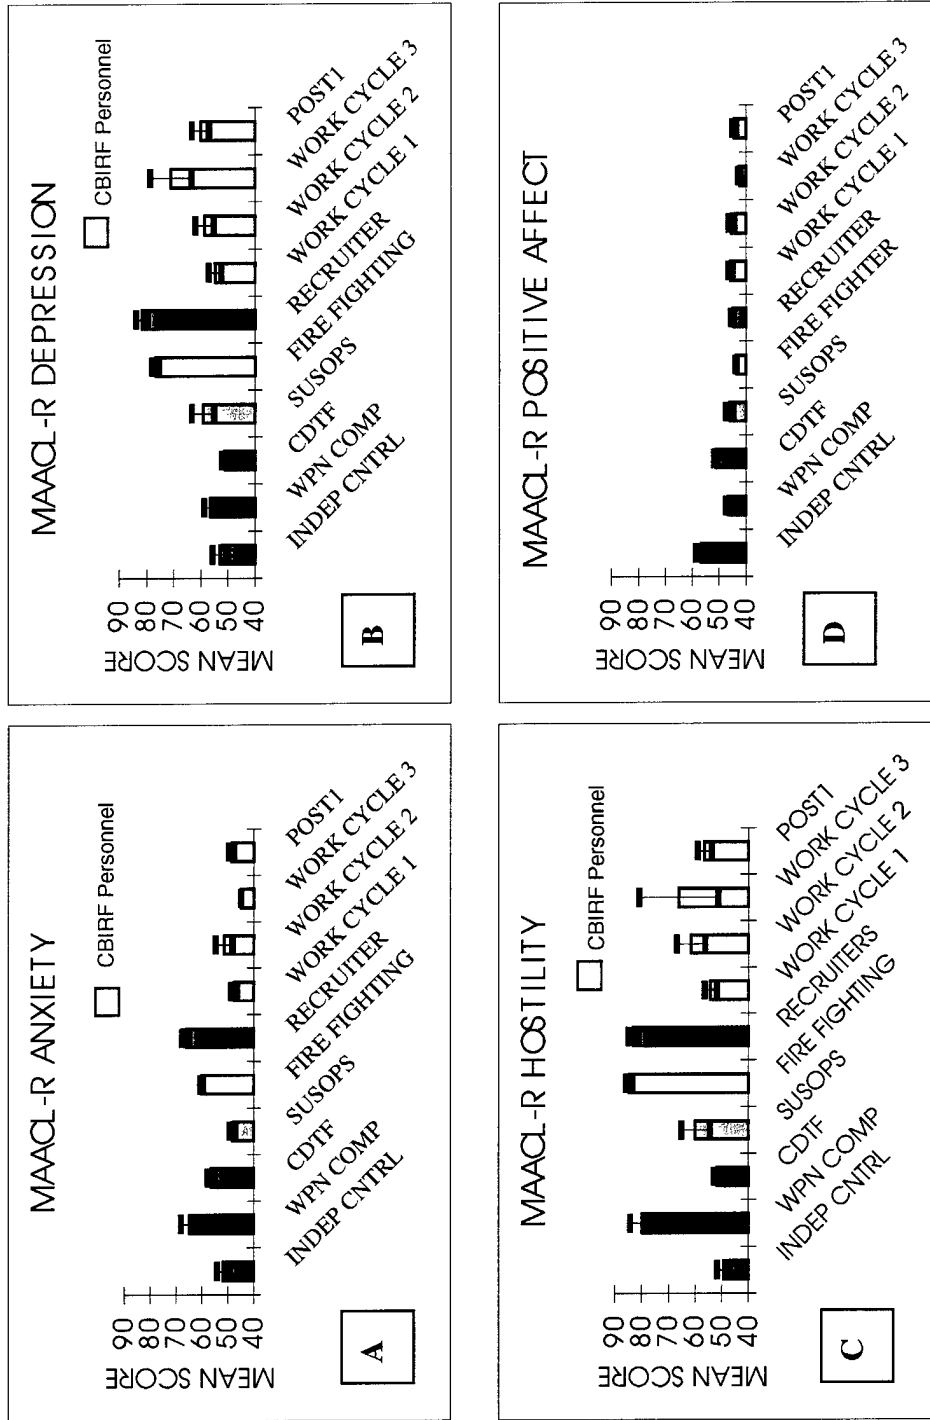 MAACL-R ANXIETY
CBIRF Personnel
MEAN SCORE
90
80
70
60
50
40
INDEP CNTRL
WPN COMP
CDTF
SUSOPS
FIRE FIGHTING
RECRUITER
WORK CYCLE 1
WORK CYCLE 2
WORK CYCLE 3
POST1
A
MAACL-R DEPRESSION
CBIRF Personnel
MEAN SCORE
90
80
70
60
50
40
INDEP CNTRL
WPN COMP
CDTF
SUSOPS
FIRE FIGHTING
RECRUITER
WORK CYCLE 1
WORK CYCLE 2
WORK CYCLE 3
POST1
B
MAACL-R HOSTILITY
CBIRF Personnel
MEAN SCORE
90
80
70
60
50
40
INDEP CNTRL
WPN COMP
CDTF
SUSOPS
FIRE FIGHTING
RECRUITERS
WORK CYCLE 1
WORK CYCLE 2
WORK CYCLE 3
POST1
C
MAACL-R POSITIVE AFFECT
MEAN SCORE
90
80
70
60
50
40
INDEP CNTRL
WPN COMP
CDTF
SUSOPS
FIRE FIGHTER
RECRUITER
WORK CYCLE 1
WORK CYCLE 2
WORK CYCLE 3
POST1
D